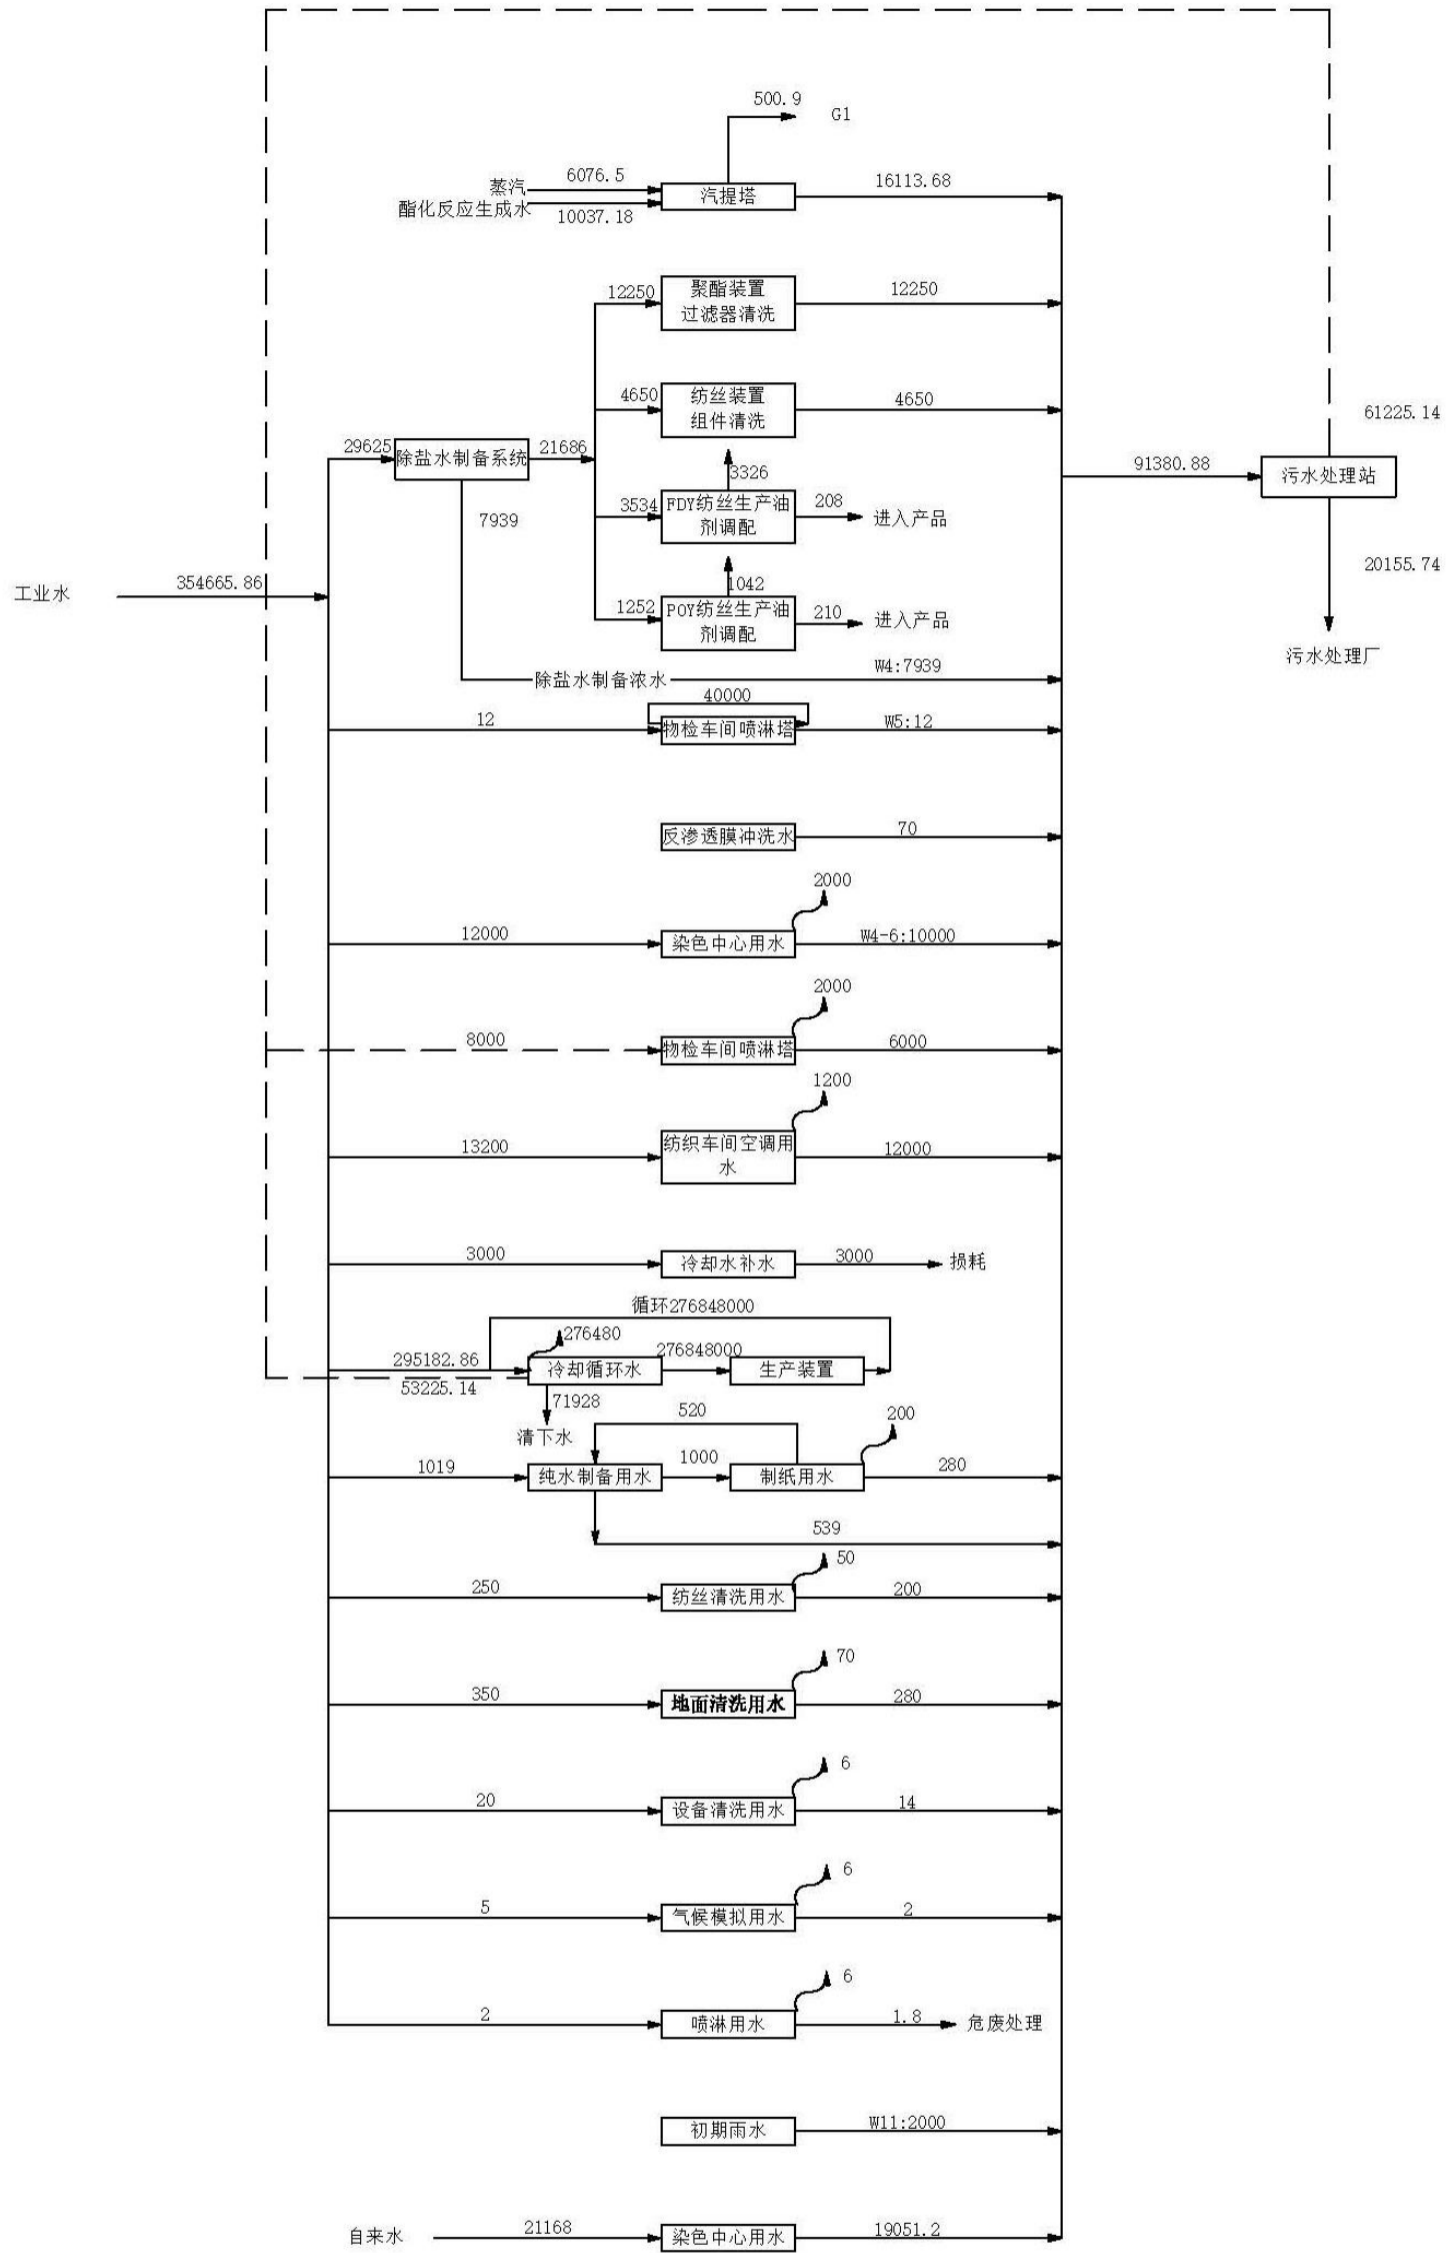 500.9
G1
蒸汽
6076.5
汽提塔
16113.68
酯化反应生成水
10037.18
12250
聚酯装置
过滤器清洗
12250
4650
纺丝装置
组件清洗
4650
61225.14
29625
除盐水制备系统
21686
91380.88
污水处理站
3326
7939
3534
FDY纺丝生产油
剂调配
208
进入产品
20155.74
工业水
354665.86
1042
1252
POY纺丝生产油
剂调配
210
进入产品
污水处理厂
除盐水制备浓水
W4:7939
40000
12
物检车间喷淋塔
W5:12
反渗透膜冲洗水
70
2000
12000
染色中心用水
W4-6:10000
2000
8000
物检车间喷淋塔
6000
1200
13200
纺织车间空调用
水
12000
3000
冷却水补水
3000
损耗
循环276848000
276480
295182.86
冷却循环水
276848000
生产装置
53225.14
71928
清下水
520
200
1019
纯水制备用水
1000
制纸用水
280
539
50
250
纺丝清洗用水
200
70
350
地面清洗用水
280
6
20
设备清洗用水
14
6
5
气候模拟用水
2
6
2
喷淋用水
1.8
危废处理
初期雨水
W11:2000
自来水
21168
染色中心用水
19051.2